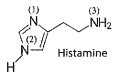 (1) (3)
N NH2
(2)
N
H Histamine